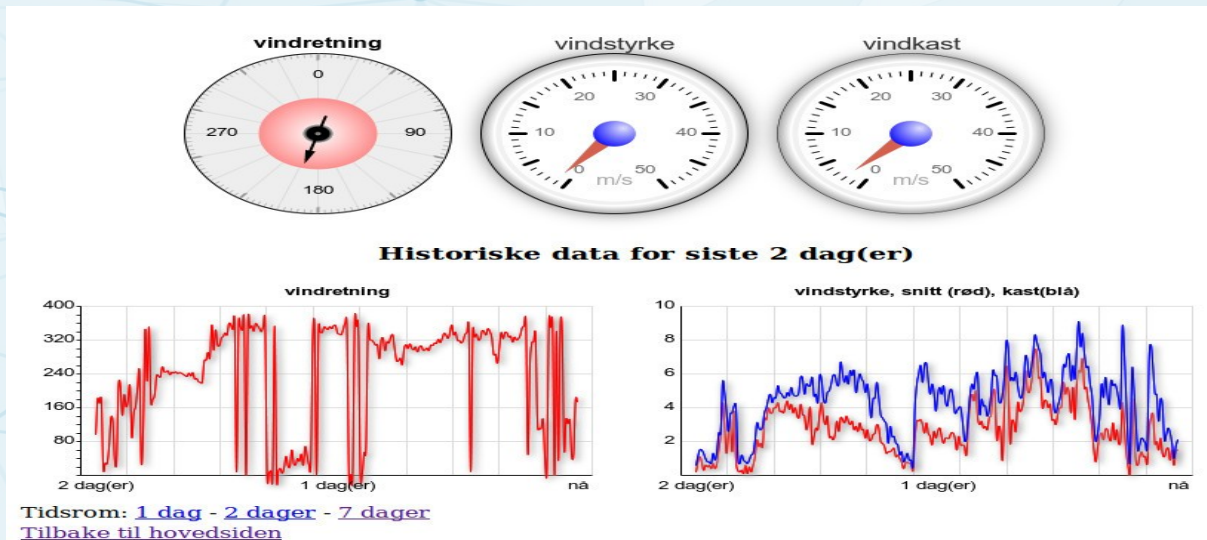 vindretning
vindstyrke
vindkast
0
270
90
180
20
30
10
40
0
50
m/s
20
30
10
40
0
50
m/s
Historiske data for siste 2 dag(er)
vindretning
400
320
240
160
80
2 dag(er)
1 dag(er)
nå
vindstyrke, snitt (rød), kast(blå)
10
8
6
4
2
2 dag(er)
1 dag(er)
nå
Tidsrom: 1 dag - 2 dager - 7 dager
Tilbake til hovedsiden